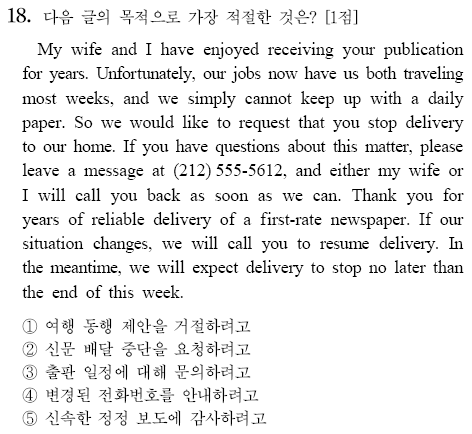 18. 다음 글의 목적으로 가장 적절한 것은? [1점]
My wife and I have enjoyed receiving your publication
for years. Unfortunately, our jobs now have us both traveling
most weeks, and we simply cannot keep up with a daily
paper. So we would like to request that you stop delivery
to our home. If you have questions about this matter, please
leave a message at (212) 555-5612, and either my wife or
I will call you back as soon as we can. Thank you for
years of reliable delivery of a first-rate newspaper. If our
situation changes, we will call you to resume delivery. In
the meantime, we will expect delivery to stop no later than
the end of this week.
① 여행 동행 제안을 거절하려고
② 신문 배달 중단을 요청하려고
③ 출판 일정에 대해 문의하려고
④ 변경된 전화번호를 안내하려고
⑤ 신속한 정정 보도에 감사하려고